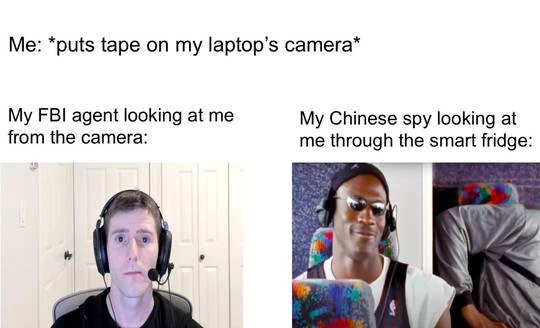 Me: *puts tape on my laptop’s camera*
My FBI agent looking at me
from the camera:
My Chinese spy looking at
me through the smart fridge: